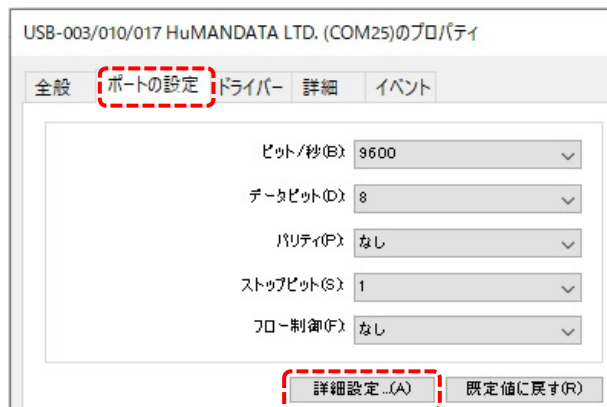 USB-003/010/017 HuMANDATA LTD. (COM25)のプロパティ
全般 ポートの設定 ドライバー 詳細 イベント
ビット/秒(B): 9600
データ ビット(D): 8
パリティ(P): なし
ストップ ビット(S): 1
フロー制御(F): なし
詳細設定...(A) 既定値に戻す(R)